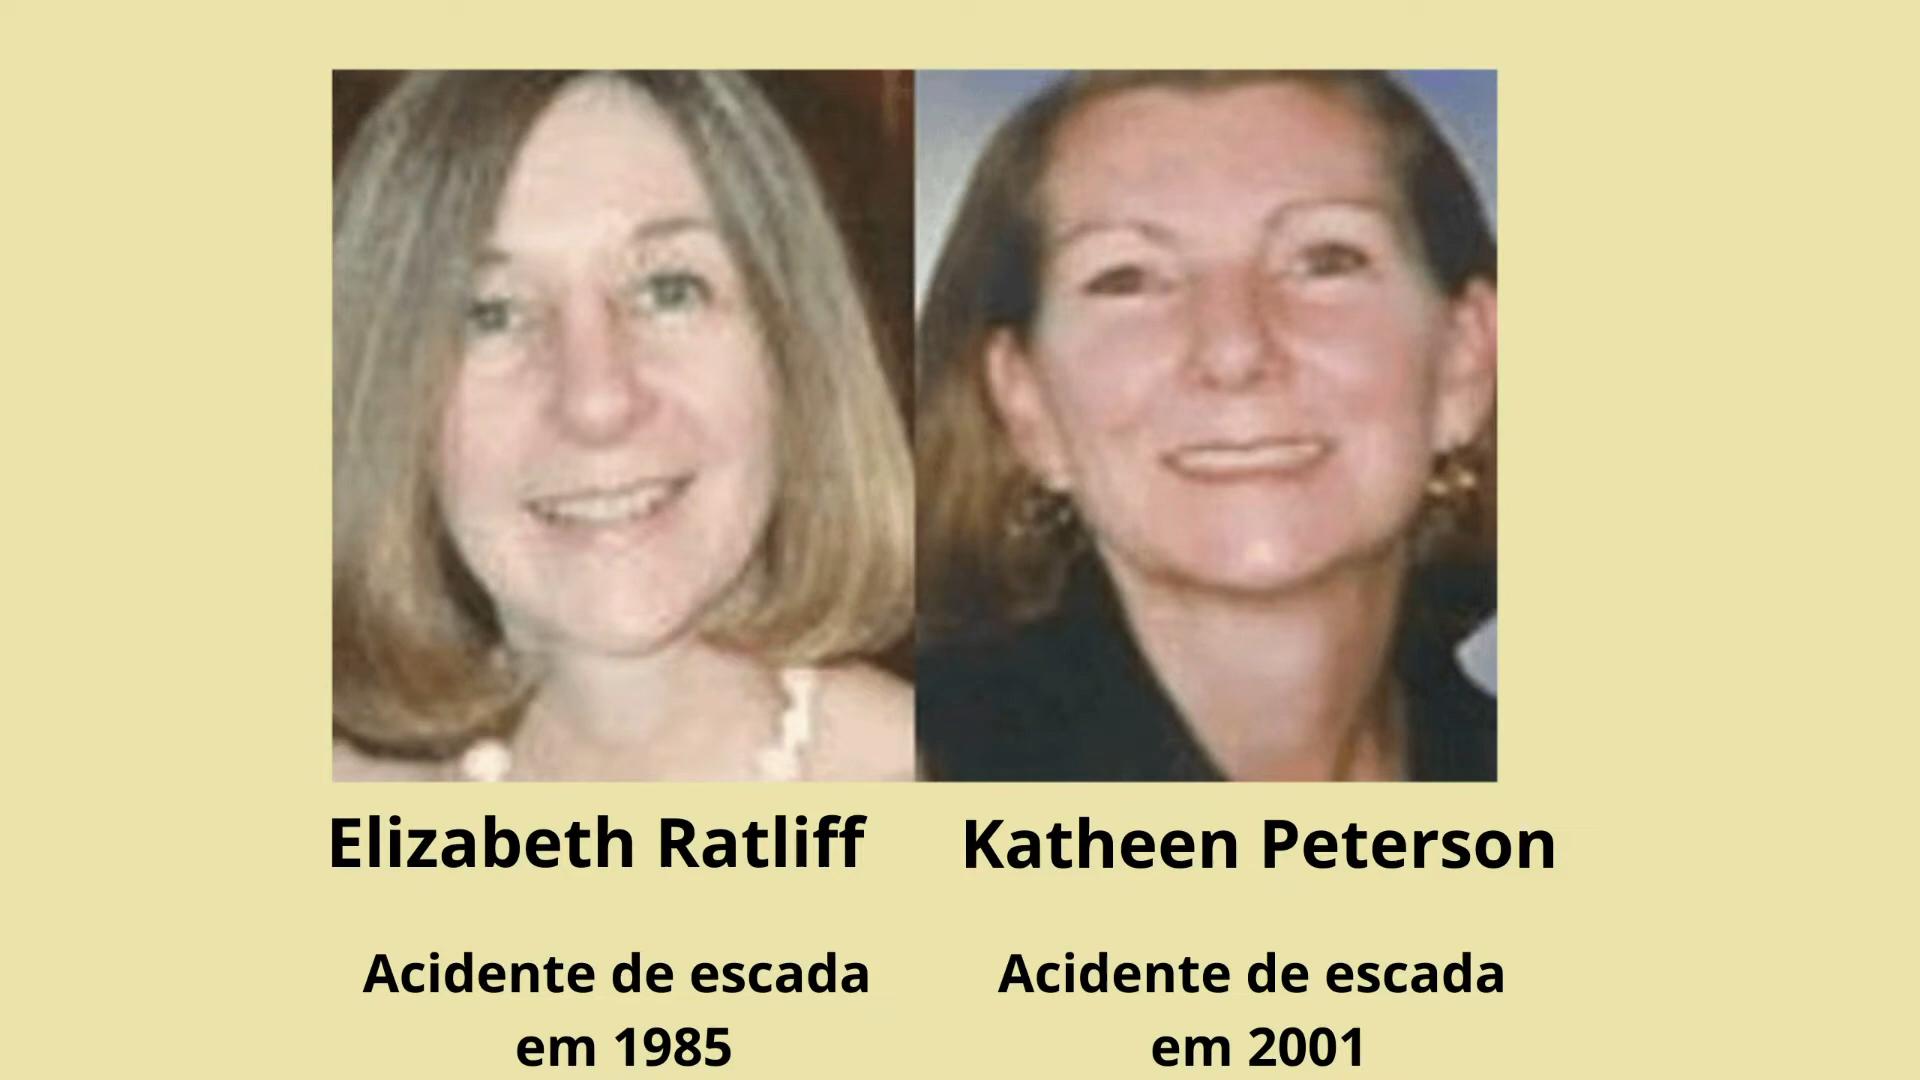 Elizabeth Ratliff
Katheen Peterson
Acidente de escada
em 1985
Acidente de escada
em 2001